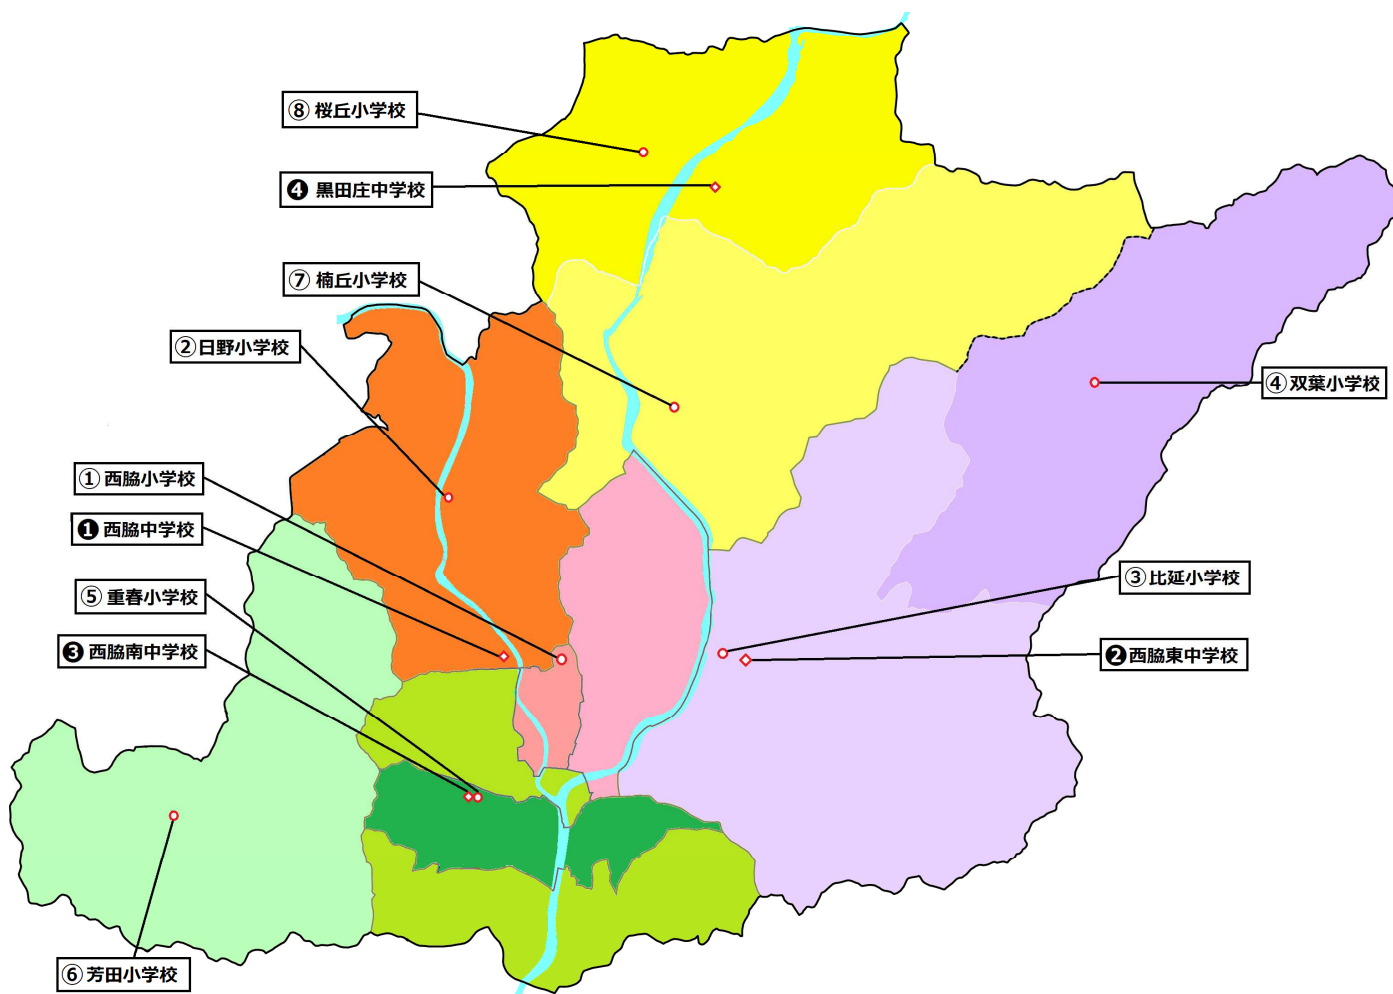 ⑧桜丘小学校
❹黒田庄中学校
⑦楠丘小学校
②日野小学校
④双葉小学校
①西脇小学校
❶西脇中学校
③比延小学校
⑤重春小学校
❸西脇南中学校
❷西脇東中学校
⑥芳田小学校